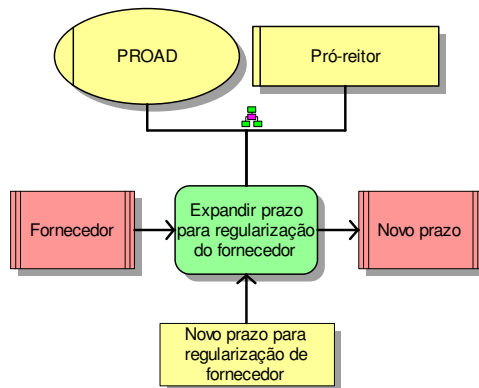 PROAD
Pró-reitor
Fornecedor
Expandir prazo
para regularização
do fornecedor
Novo prazo
Novo prazo para
regularização de
fornecedor